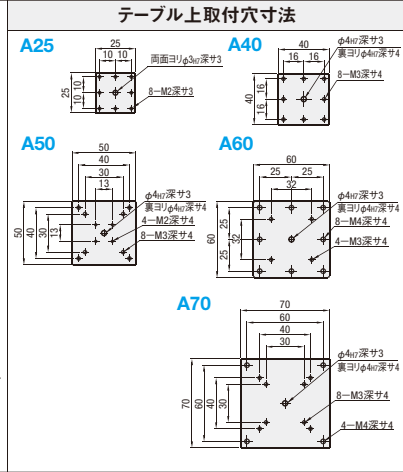 テーブル上取付穴寸法
A25
25
10 10
25
10
10
両面ヨリφ3H7深サ3
8−M2深サ3
A40
40
16 16
40
16
16
φ4H7深サ3
裏ヨリφ4H7深サ4
8−M3深サ4
A50
50
40
30
13
50
40
30
13
φ4H7深サ3
裏ヨリφ4H7深サ4
4−M2深サ4
8−M3深サ4
A60
60
25 25
32
60
25
32
25
φ4H7深サ3
裏ヨリφ4H7深サ4
8−M4深サ4
4−M3深サ4
A70
70
60
40
30
70
60
40
30
φ4H7深サ3
裏ヨリφ4H7深サ4
8−M3深サ4
4−M4深サ4